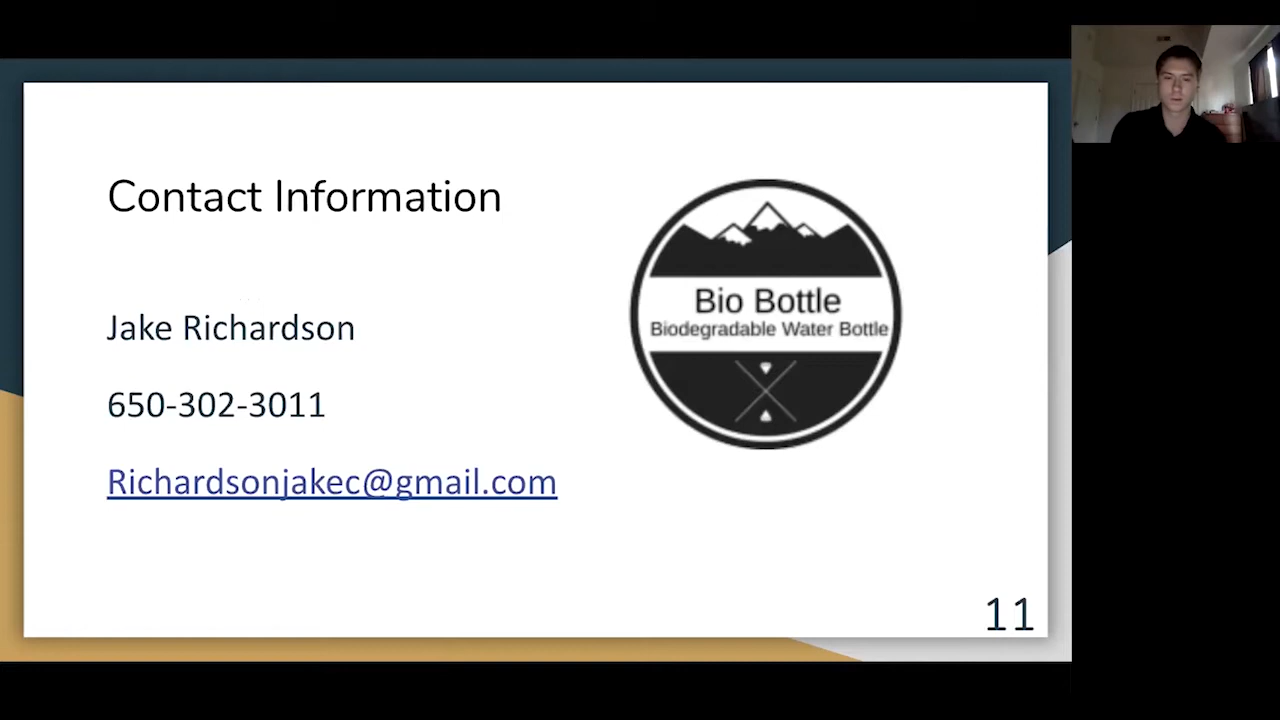 Contact Information
Jake Richardson
650-302-3011
Richardsonjakec@gmail.com
Bio Bottle
Biodegradable Water Bottle
11